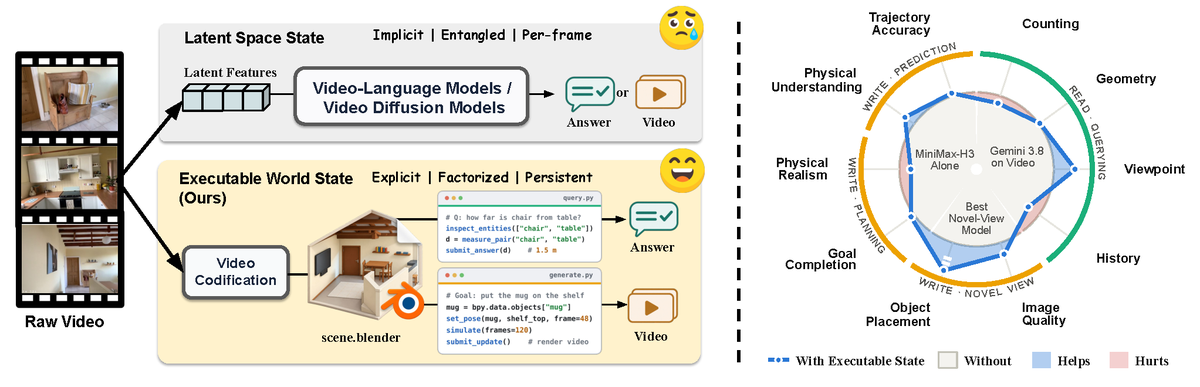 Raw Video
Latent Space State
Implicit | Entangled | Per-frame
Latent Features
Video-Language Models /
Video Diffusion Models
Answer
or
Video
Executable World State
(Ours)
Explicit | Factorized | Persistent
Video
Codification
scene.blender
query.py
# Q: how far is chair from table?
inspect_entities(["chair", "table"])
d = measure_pair("chair", "table")
submit_answer(d) # 1.5 m
Answer
generate.py
# Goal: put the mug on the shelf
mug = bpy.data.objects["mug"]
set_pose(mug, shelf_top, frame=48)
simulate(frames=120)
submit_update() # render video
Video
Trajectory
Accuracy
Counting
Physical
Understanding
Geometry
Physical
Realism
Viewpoint
Goal
Completion
History
Object
Placement
Image
Quality
WRITE · PREDICTION
READ · QUERYING
WRITE · PLANNING
WRITE · NOVEL VIEW
MiniMax-H3
Alone
Gemini 3.8
on Video
Best
Novel-View
Model
With Executable State
Without
Helps
Hurts